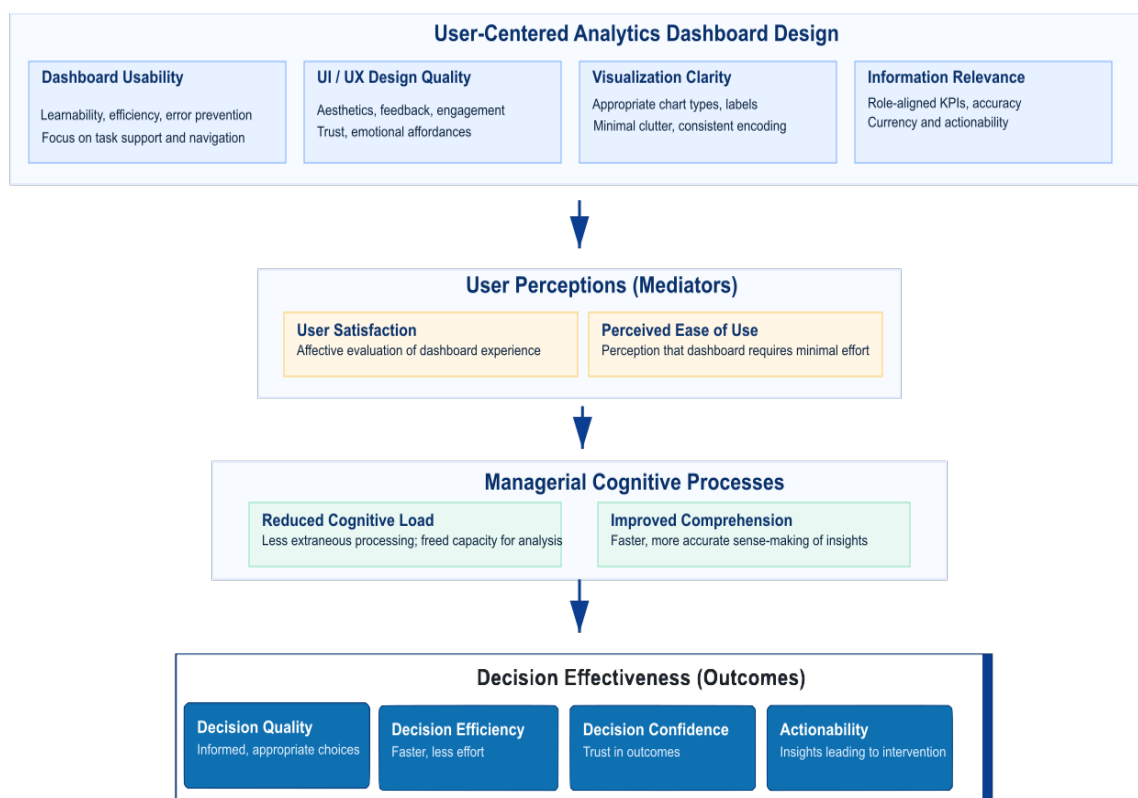 User-Centered Analytics Dashboard Design
Dashboard Usability
Learnability, efficiency, error prevention
Focus on task support and navigation
UI / UX Design Quality
Aesthetics, feedback, engagement
Trust, emotional affordances
Visualization Clarity
Appropriate chart types, labels
Minimal clutter, consistent encoding
Information Relevance
Role-aligned KPIs, accuracy
Currency and actionability
User Perceptions (Mediators)
User Satisfaction
Affective evaluation of dashboard experience
Perceived Ease of Use
Perception that dashboard requires minimal effort
Managerial Cognitive Processes
Reduced Cognitive Load
Less extraneous processing; freed capacity for analysis
Improved Comprehension
Faster, more accurate sense-making of insights
Decision Effectiveness (Outcomes)
Decision Quality
Informed, appropriate choices
Decision Efficiency
Faster, less effort
Decision Confidence
Trust in outcomes
Actionability
Insights leading to intervention